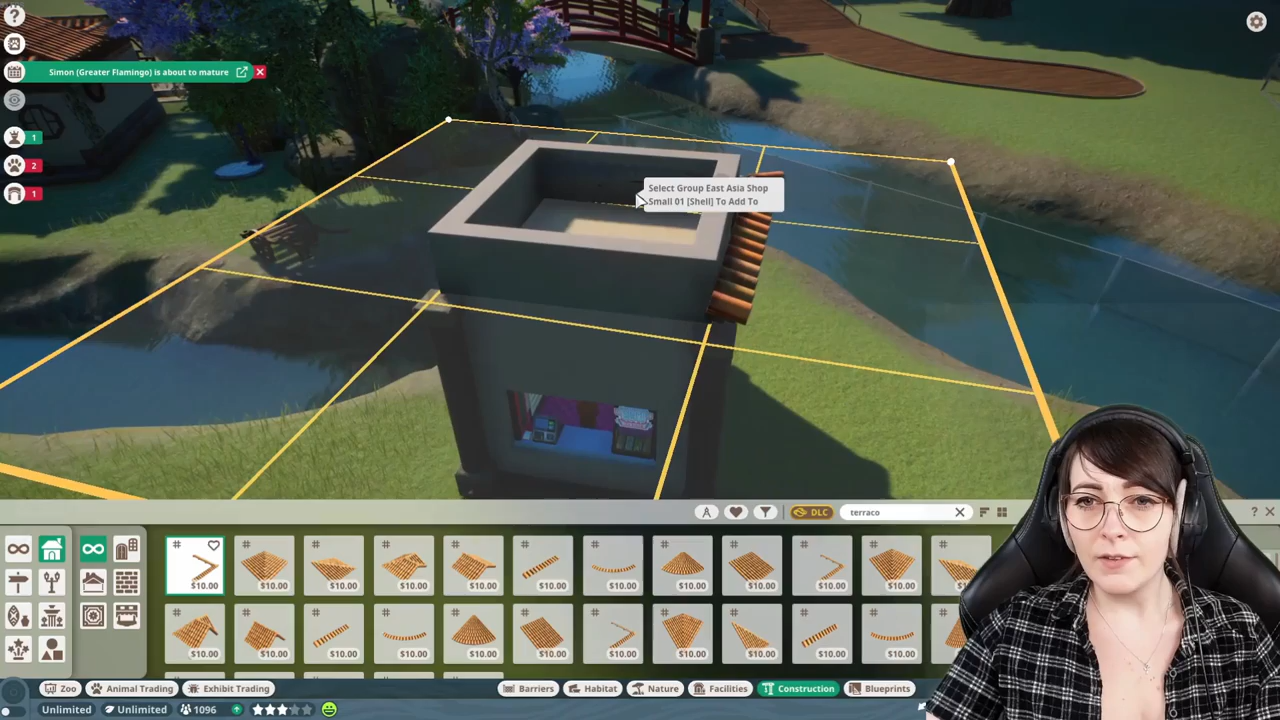 ?
Simon (Greater Flamingo) is about to mature
1
2
1
Select Group East Asia Shop
Small 01 [Shell] To Add To
DLC
terraco
?
$10.00 $10.00 $10.00 $10.00 $10.00 $10.00 $10.00 $10.00 $10.00 $10.00 $10.00
$10.00 $10.00 $10.00 $10.00 $10.00 $10.00 $10.00 $10.00 $10.00 $10.00 $10.00
Zoo Animal Trading Exhibit Trading Barriers Habitat Nature Facilities Construction Blueprints
Unlimited Unlimited 1096